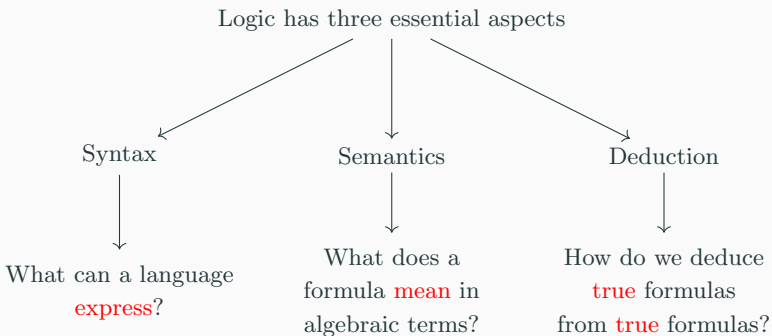 Logic has three essential aspects
Syntax
Semantics
Deduction
What can a language
express?
What does a
formula mean in
algebraic terms?
How do we deduce
true formulas
from true formulas?